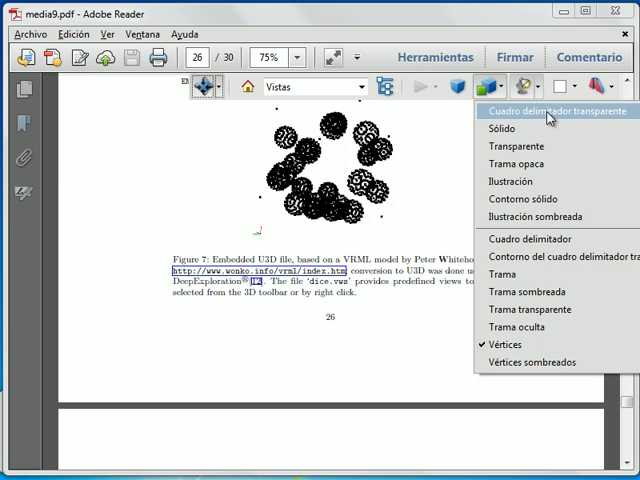 media9.pdf - Adobe Reader
Archivo Edición Ver Ventana Ayuda
26 / 30 75% Herramientas Firmar Comentario
Vistas
Cuadro delimitador transparente
Sólido
Transparente
Trama opaca
Ilustración
Contorno sólido
Ilustración sombreada
Cuadro delimitador
Contorno del cuadro delimitador tra
Trama
Trama sombreada
Trama transparente
Trama oculta
Vértices
Vértices sombreados
Figure 7: Embedded U3D file, based on a VRML model by Peter Whiteho
http://www.wonko.info/vrml/index.htm, conversion to U3D was done us
DeepExploration® [12]. The file 'dice.vws' provides predefined views to
selected from the 3D toolbar or by right click.
26